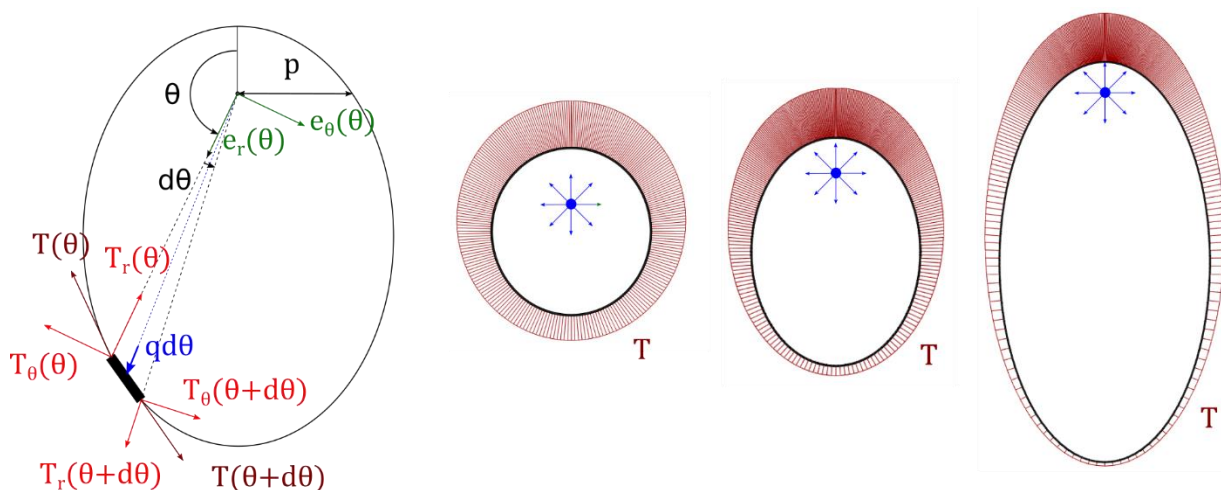 p
θ
e_θ(θ)
e_r(θ)
dθ
T(θ)
T_r(θ)
qdθ
T_θ(θ)
T_θ(θ+dθ)
T_r(θ+dθ)
T(θ+dθ)
T
T
T